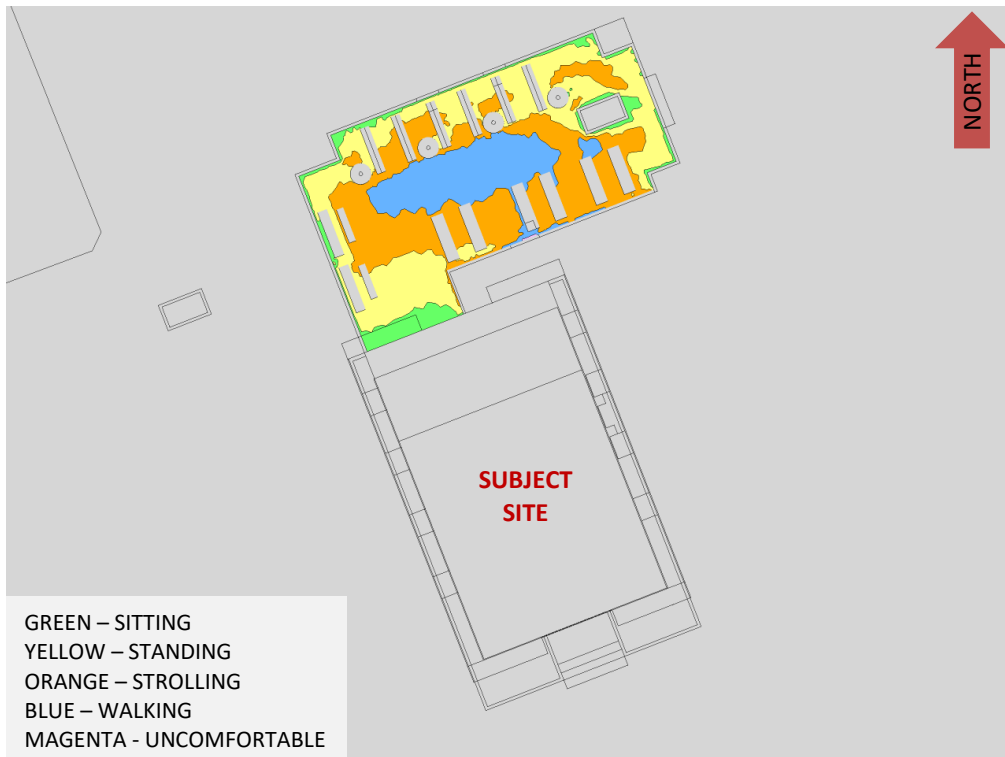 NORTH
SUBJECT
SITE
GREEN – SITTING
YELLOW – STANDING
ORANGE – STROLLING
BLUE – WALKING
MAGENTA - UNCOMFORTABLE